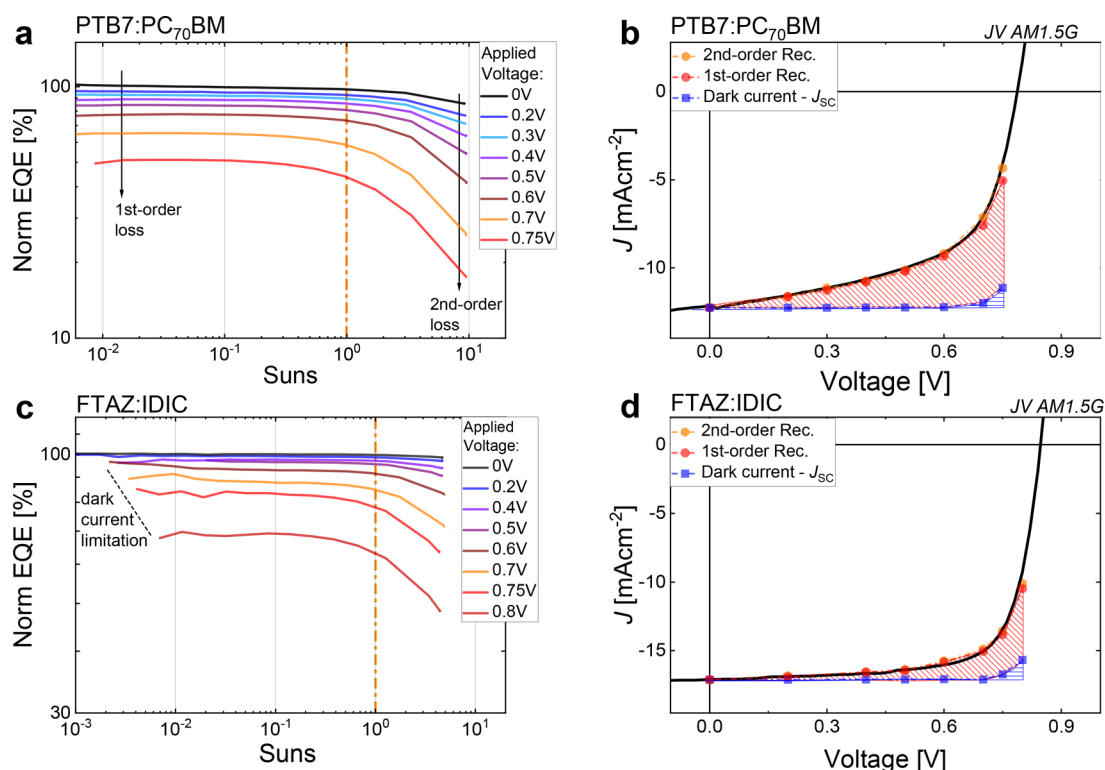 a
PTB7:PC₇₀BM
Norm EQE [%]
100
10
10⁻²
10⁻¹
10⁰
10¹
Suns
1st-order
loss
2nd-order
loss
Applied
Voltage:
0V
0.2V
0.3V
0.4V
0.5V
0.6V
0.7V
0.75V
b
PTB7:PC₇₀BM
JV AM1.5G
2nd-order Rec.
1st-order Rec.
Dark current - J_SC
J [mAcm⁻²]
0
-5
-10
0.0
0.3
0.6
0.9
Voltage [V]
c
FTAZ:IDIC
Norm EQE [%]
100
30
10⁻³
10⁻²
10⁻¹
10⁰
10¹
Suns
dark
current
limitation
Applied
Voltage:
0V
0.2V
0.4V
0.5V
0.6V
0.7V
0.75V
0.8V
d
FTAZ:IDIC
JV AM1.5G
2nd-order Rec.
1st-order Rec.
Dark current - J_SC
J [mAcm⁻²]
0
-5
-10
-15
0.0
0.3
0.6
0.9
Voltage [V]